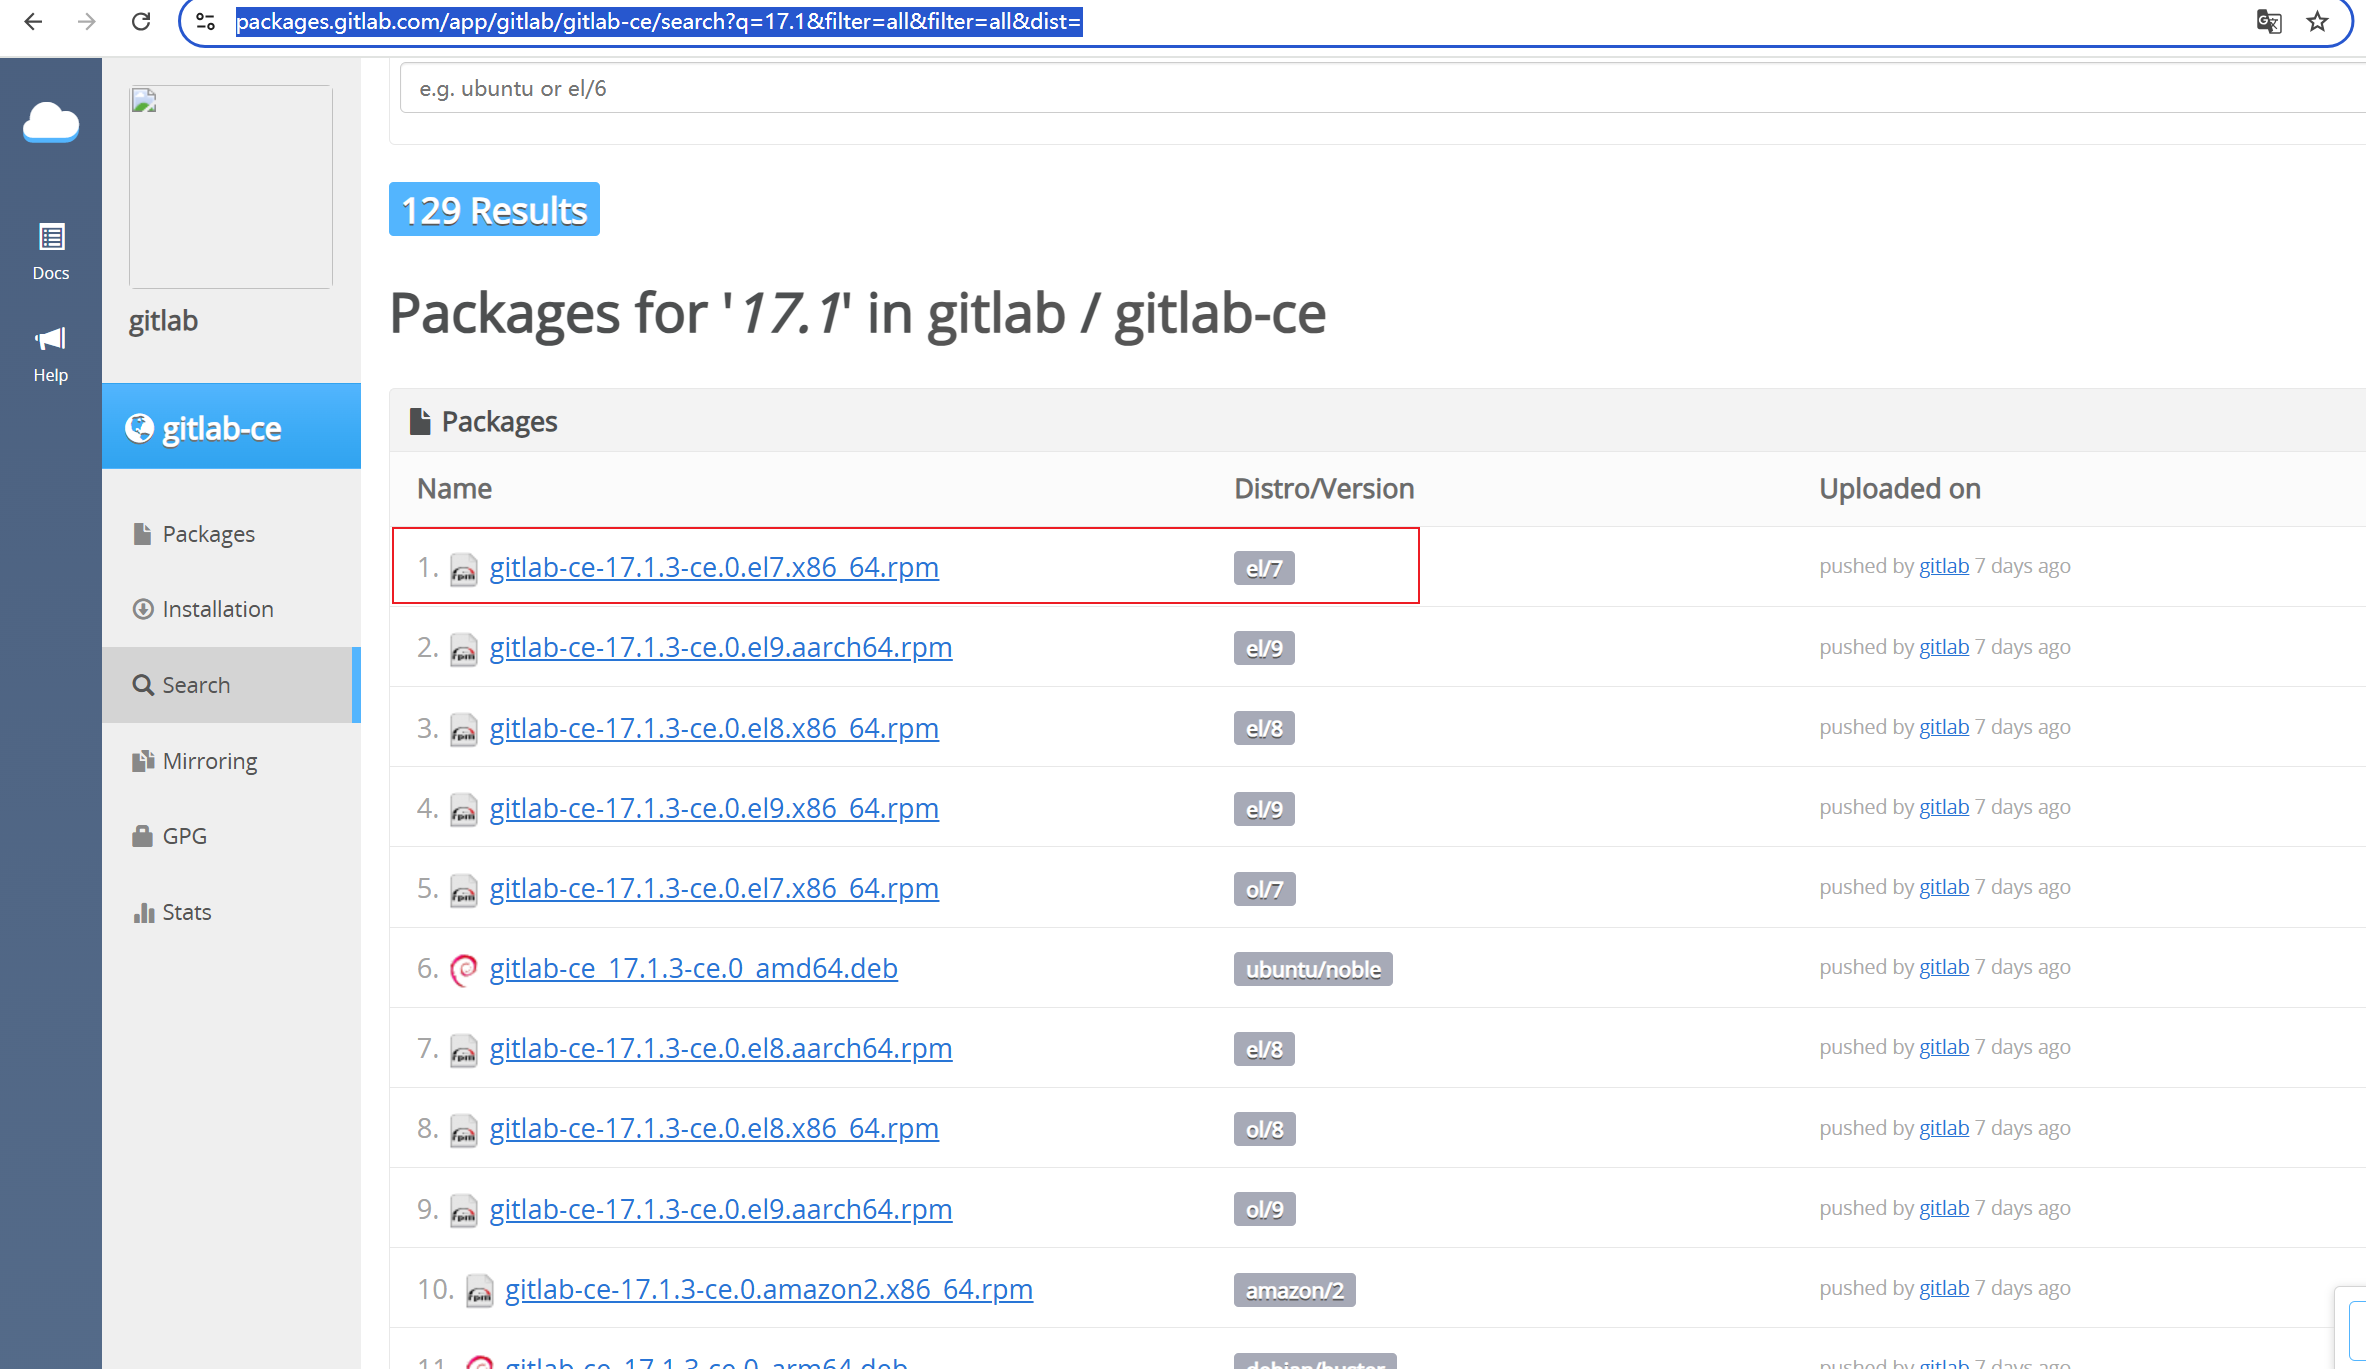 packages.gitlab.com/app/gitlab/gitlab-ce/search?q=17.1&filter=all&filter=all&dist=
e.g. ubuntu or el/6
Docs
Help
gitlab
gitlab-ce
Packages
Installation
Search
Mirroring
GPG
Stats
129 Results
Packages for '17.1' in gitlab / gitlab-ce
Packages
Name Distro/Version Uploaded on
1. gitlab-ce-17.1.3-ce.0.el7.x86_64.rpm el/7 pushed by gitlab 7 days ago
2. gitlab-ce-17.1.3-ce.0.el9.aarch64.rpm el/9 pushed by gitlab 7 days ago
3. gitlab-ce-17.1.3-ce.0.el8.x86_64.rpm el/8 pushed by gitlab 7 days ago
4. gitlab-ce-17.1.3-ce.0.el9.x86_64.rpm el/9 pushed by gitlab 7 days ago
5. gitlab-ce-17.1.3-ce.0.el7.x86_64.rpm ol/7 pushed by gitlab 7 days ago
6. gitlab-ce_17.1.3-ce.0_amd64.deb ubuntu/noble pushed by gitlab 7 days ago
7. gitlab-ce-17.1.3-ce.0.el8.aarch64.rpm el/8 pushed by gitlab 7 days ago
8. gitlab-ce-17.1.3-ce.0.el8.x86_64.rpm ol/8 pushed by gitlab 7 days ago
9. gitlab-ce-17.1.3-ce.0.el9.aarch64.rpm ol/9 pushed by gitlab 7 days ago
10. gitlab-ce-17.1.3-ce.0.amazon2.x86_64.rpm amazon/2 pushed by gitlab 7 days ago
11. gitlab-ce_17.1.3-ce.0_arm64.deb debian/buster pushed by gitlab 7 days ago